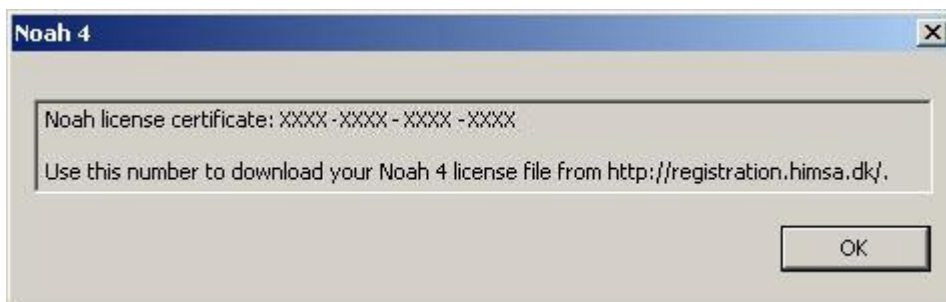 Noah 4
Noah license certificate: XXXX-XXXX-XXXX-XXXX
Use this number to download your Noah 4 license file from http://registration.himsa.dk/.
OK